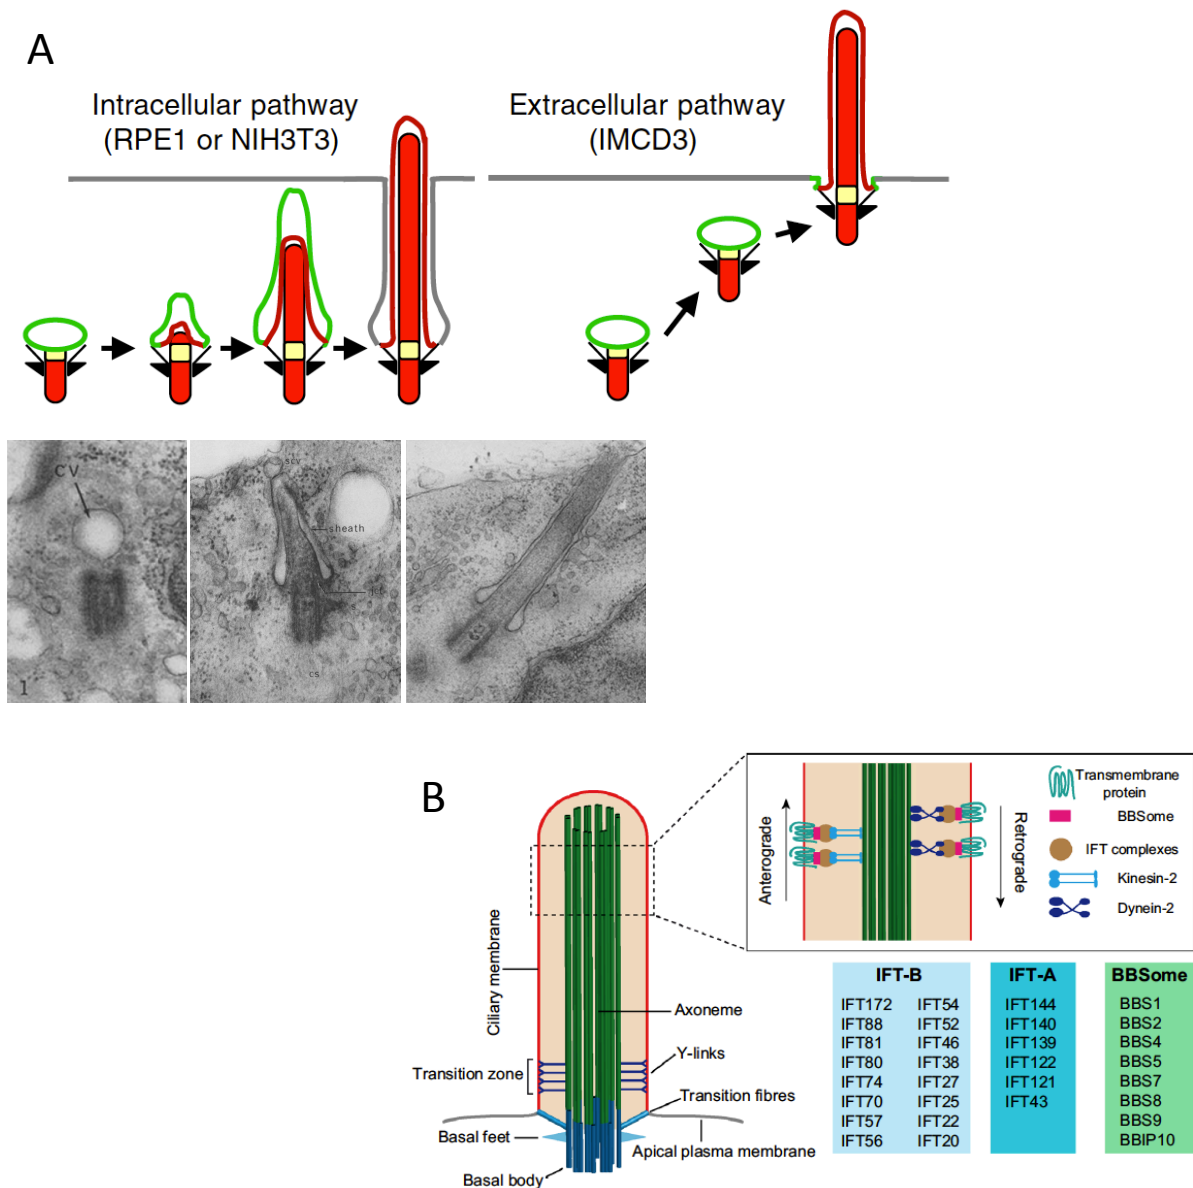 A
Intracellular pathway
(RPE1 or NIH3T3)
Extracellular pathway
(IMCD3)
CV
1
scv
sheath
cs
B
Ciliary membrane
Axoneme
Y-links
Transition zone
Transition fibres
Basal feet
Apical plasma membrane
Basal body
Anterograde
Retrograde
Transmembrane
protein
BBSome
IFT complexes
Kinesin-2
Dynein-2
IFT-B
IFT172 IFT54
IFT88 IFT52
IFT81 IFT46
IFT80 IFT38
IFT74 IFT27
IFT70 IFT25
IFT57 IFT22
IFT56 IFT20
IFT-A
IFT144
IFT140
IFT139
IFT122
IFT121
IFT43
BBSome
BBS1
BBS2
BBS4
BBS5
BBS7
BBS8
BBS9
BBIP10